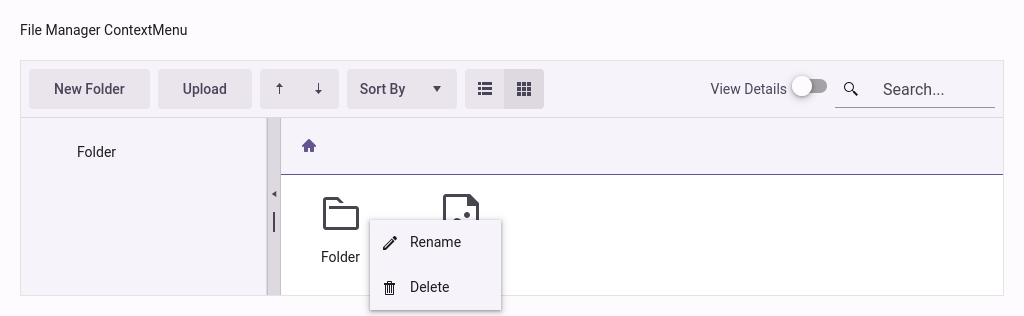 File Manager ContextMenu
New Folder
Upload
Sort By
View Details
Search...
Folder
Folder
Rename
Delete